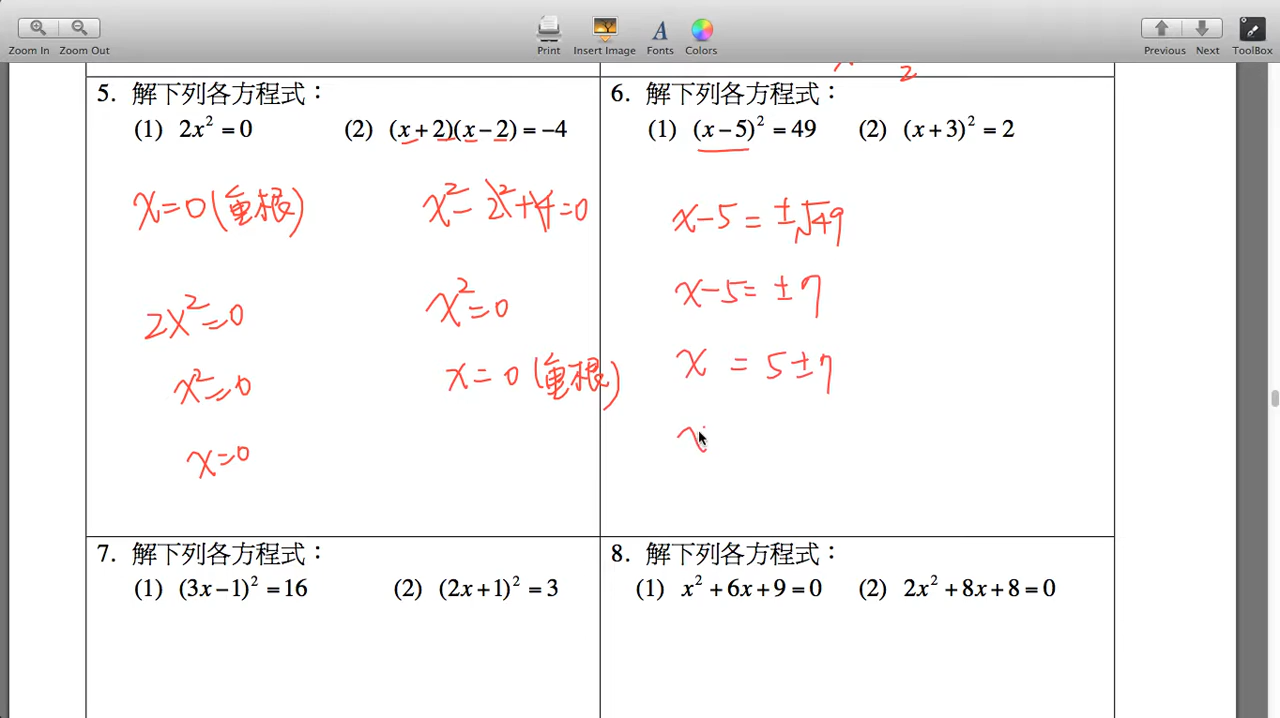 Zoom In Zoom Out Print Insert Image Fonts Colors Previous Next ToolBox
2
5. 解下列各方程式：
(1) 2x² = 0 (2) (x+2)(x−2) = −4
x=0(重根)
x²−2²+4=0
2x²=0
x²=0
x²=0
x=0(重根)
x=0
6. 解下列各方程式：
(1) (x−5)² = 49 (2) (x+3)² = 2
x−5=±√49
x−5=±7
x = 5±7
x
7. 解下列各方程式：
(1) (3x−1)² = 16 (2) (2x+1)² = 3
8. 解下列各方程式：
(1) x² + 6x + 9 = 0 (2) 2x² + 8x + 8 = 0